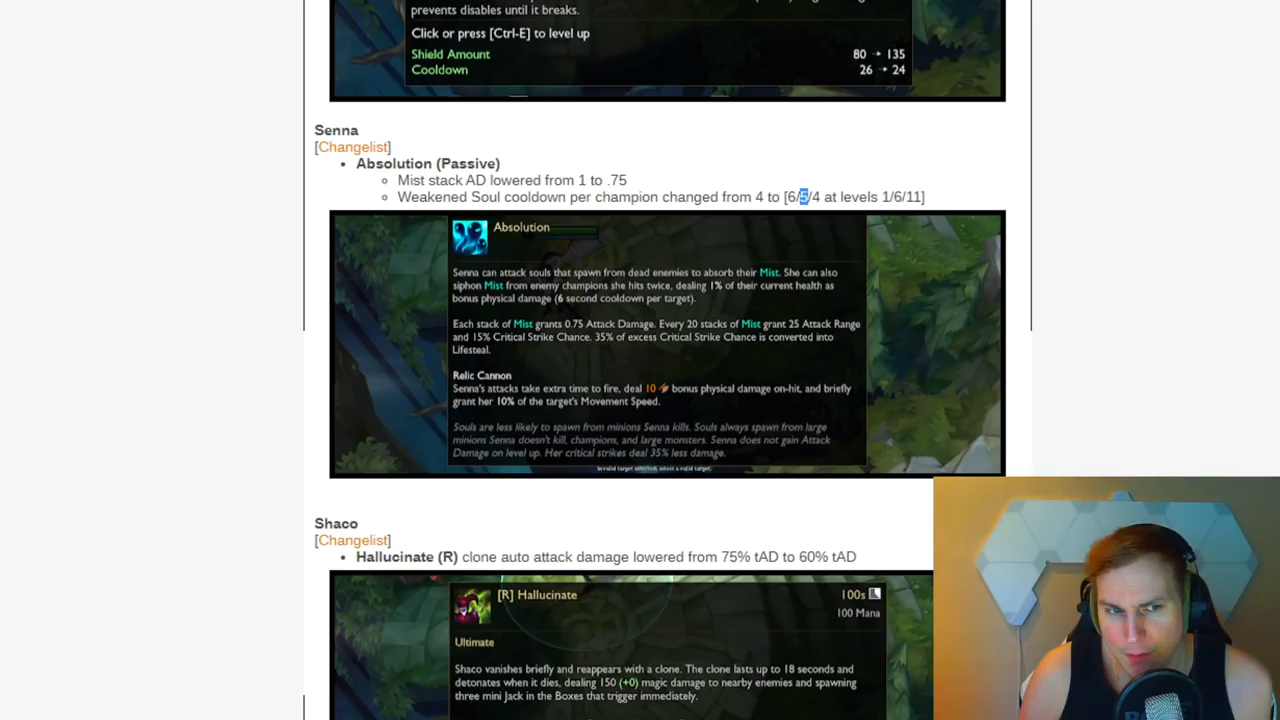 prevents disables until it breaks.
Click or press [Ctrl-E] to level up
Shield Amount 80 → 135
Cooldown 26 → 24
Senna
[Changelist]
• Absolution (Passive)
○ Mist stack AD lowered from 1 to .75
○ Weakened Soul cooldown per champion changed from 4 to [6/5/4 at levels 1/6/11]
Absolution
Senna can attack souls that spawn from dead enemies to absorb their Mist. She can also
siphon Mist from enemy champions she hits twice, dealing 1% of their current health as
bonus physical damage (6 second cooldown per target).
Each stack of Mist grants 0.75 Attack Damage. Every 20 stacks of Mist grant 25 Attack Range
and 15% Critical Strike Chance. 35% of excess Critical Strike Chance is converted into
Lifesteal.
Relic Cannon
Senna's attacks take extra time to fire, deal 10 bonus physical damage on-hit, and briefly
grant her 10% of the target's Movement Speed.
Souls are less likely to spawn from minions Senna kills. Souls always spawn from large
minions Senna doesn't kill, champions, and large monsters. Senna does not gain Attack
Damage on level up. Her critical strikes deal 35% less damage.
Invalid target selected; select a valid target.
Shaco
[Changelist]
• Hallucinate (R) clone auto attack damage lowered from 75% tAD to 60% tAD
[R] Hallucinate 100s
100 Mana
Ultimate
Shaco vanishes briefly and reappears with a clone. The clone lasts up to 18 seconds and
detonates when it dies, dealing 150 (+0) magic damage to nearby enemies and spawning
three mini Jack in the Boxes that trigger immediately.